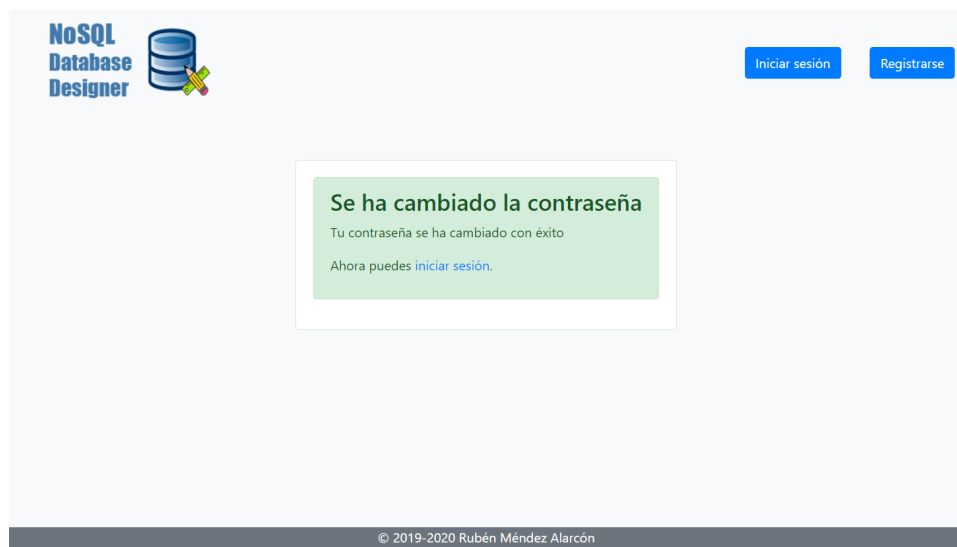 NoSQL
Database
Designer
Iniciar sesión
Registrarse
Se ha cambiado la contraseña
Tu contraseña se ha cambiado con éxito
Ahora puedes iniciar sesión.
© 2019-2020 Rubén Méndez Alarcón